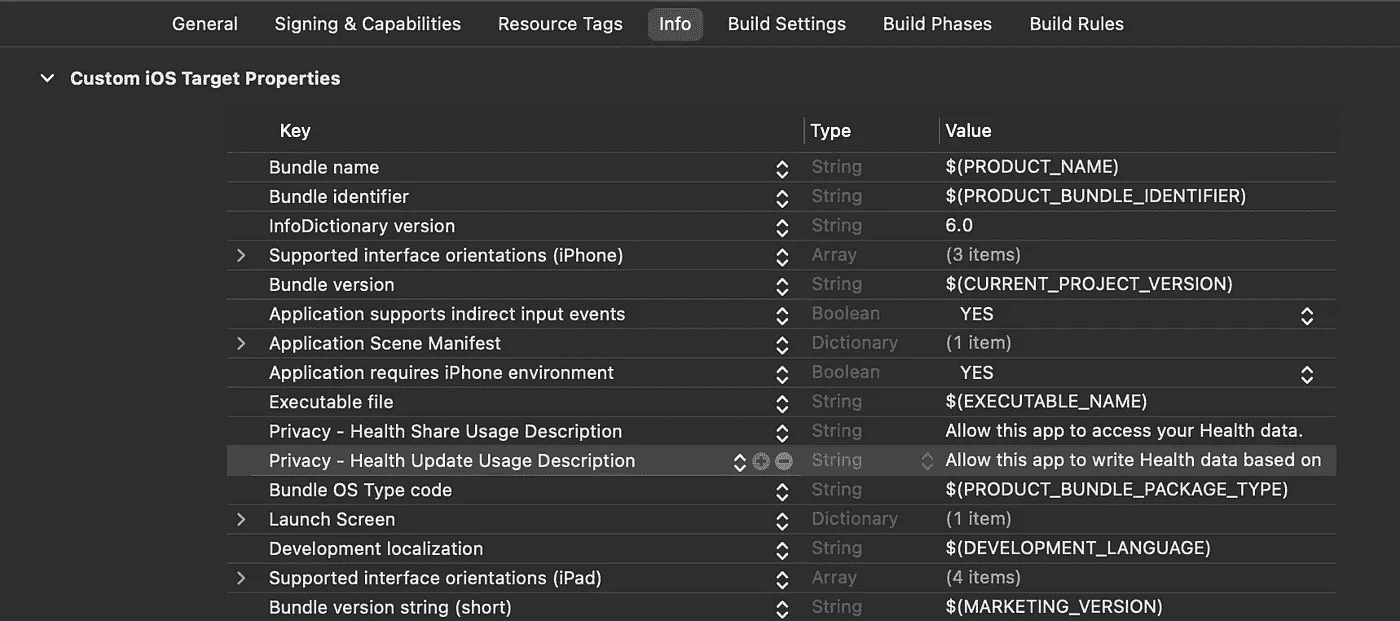 General Signing & Capabilities Resource Tags Info Build Settings Build Phases Build Rules
Custom iOS Target Properties
Key Type Value
Bundle name String $(PRODUCT_NAME)
Bundle identifier String $(PRODUCT_BUNDLE_IDENTIFIER)
InfoDictionary version String 6.0
Supported interface orientations (iPhone) Array (3 items)
Bundle version String $(CURRENT_PROJECT_VERSION)
Application supports indirect input events Boolean YES
Application Scene Manifest Dictionary (1 item)
Application requires iPhone environment Boolean YES
Executable file String $(EXECUTABLE_NAME)
Privacy - Health Share Usage Description String Allow this app to access your Health data.
Privacy - Health Update Usage Description String Allow this app to write Health data based on
Bundle OS Type code String $(PRODUCT_BUNDLE_PACKAGE_TYPE)
Launch Screen Dictionary (1 item)
Development localization String $(DEVELOPMENT_LANGUAGE)
Supported interface orientations (iPad) Array (4 items)
Bundle version string (short) String $(MARKETING_VERSION)